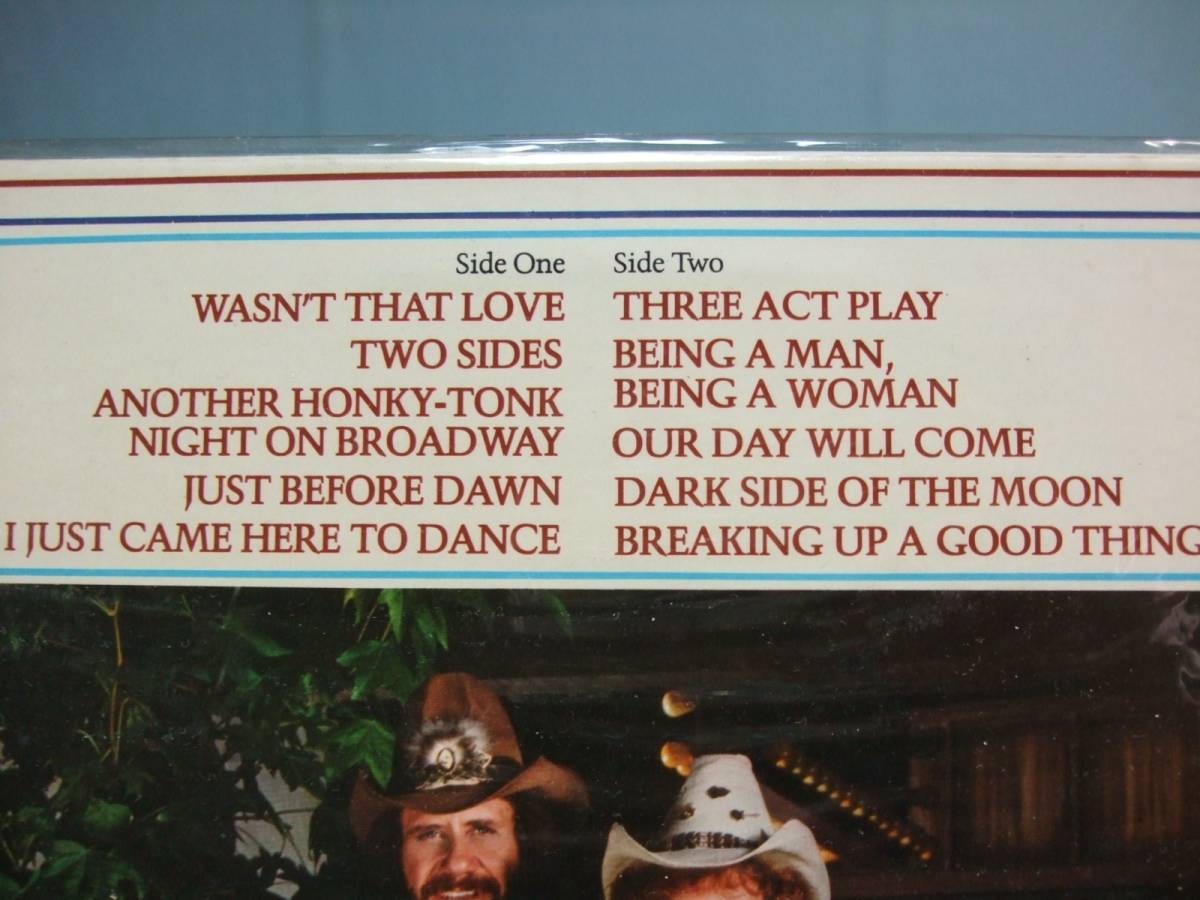 Side One
WASN'T THAT LOVE
TWO SIDES
ANOTHER HONKY-TONK
NIGHT ON BROADWAY
JUST BEFORE DAWN
I JUST CAME HERE TO DANCE
Side Two
THREE ACT PLAY
BEING A MAN,
BEING A WOMAN
OUR DAY WILL COME
DARK SIDE OF THE MOON
BREAKING UP A GOOD THING